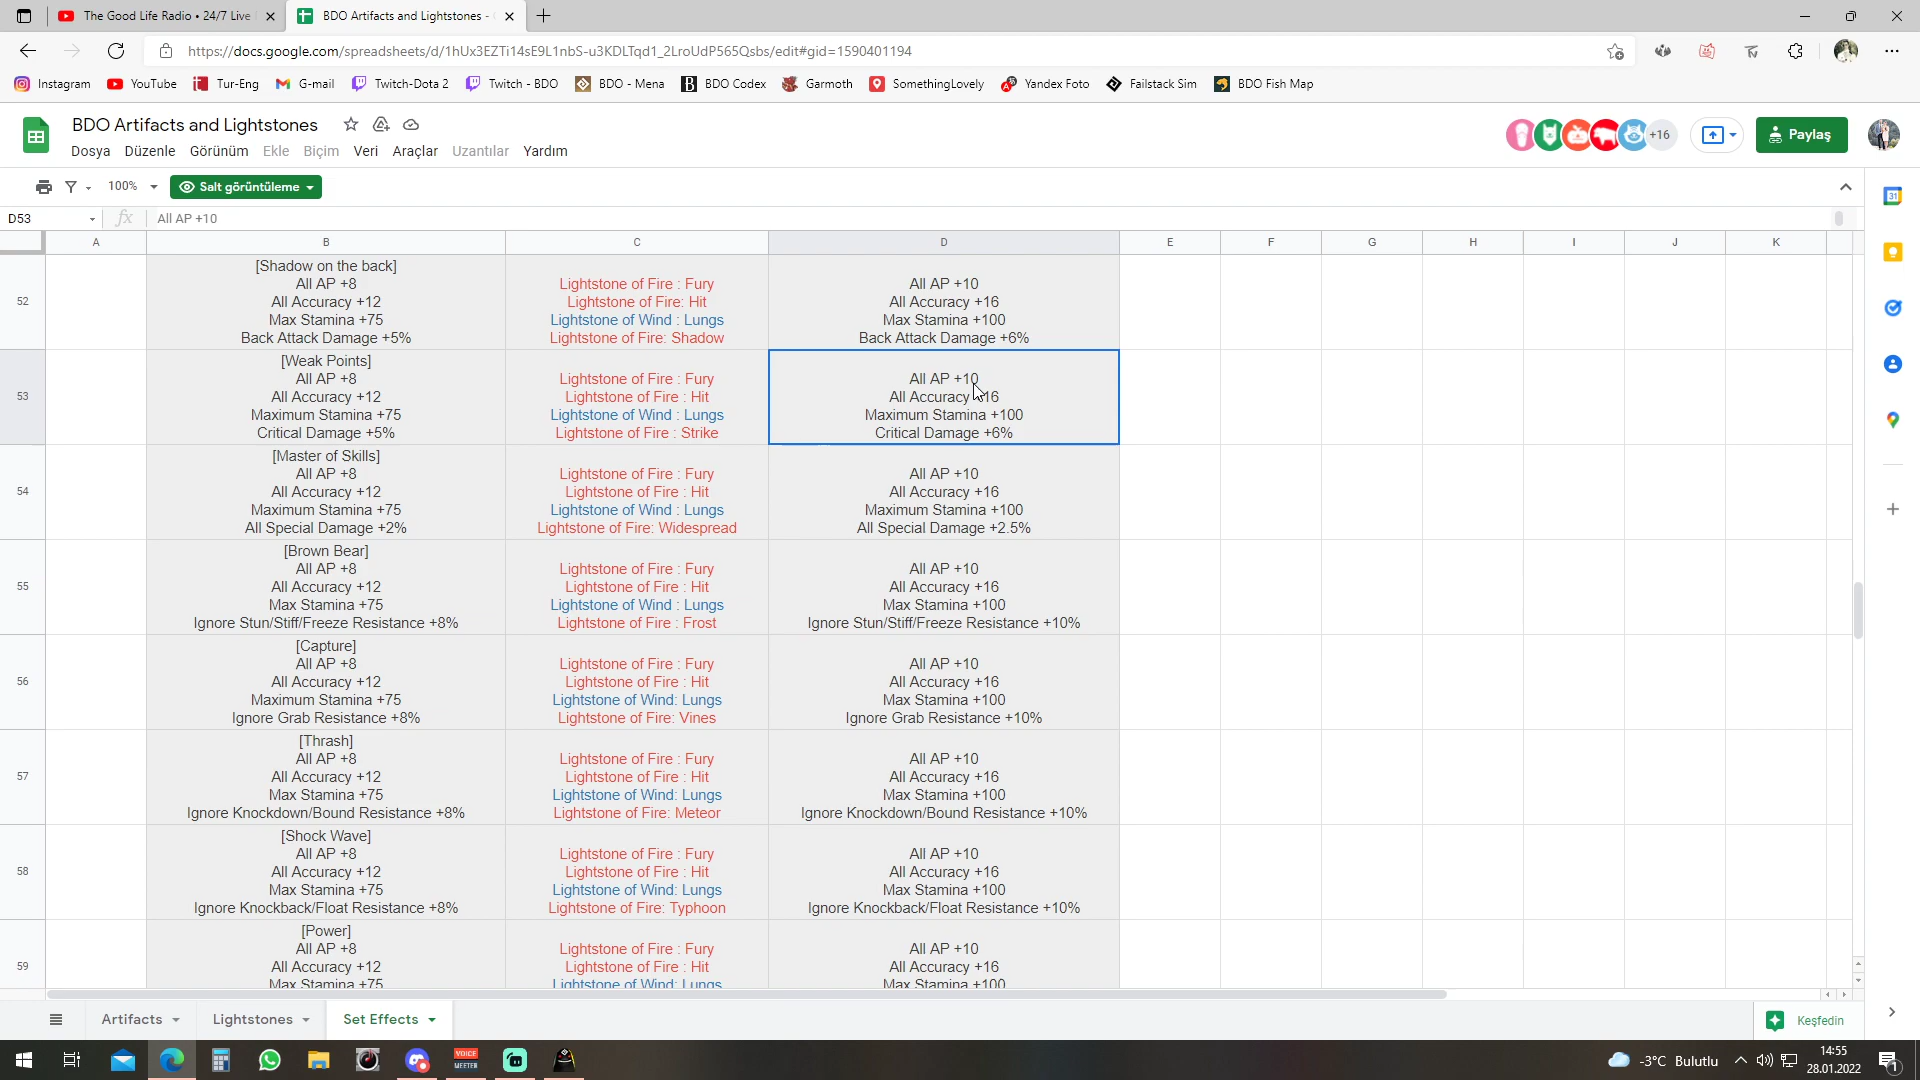 The Good Life Radio • 24/7 Live
BDO Artifacts and Lightstones -
https://docs.google.com/spreadsheets/d/1hUx3EZTi14sE9L1nbS-u3KDLTqd1_2LroUdP565Qsbs/edit#gid=1590401194
Instagram YouTube Tur-Eng G-mail Twitch-Dota 2 Twitch - BDO BDO - Mena BDO Codex Garmoth SomethingLovely Yandex Foto Failstack Sim BDO Fish Map
BDO Artifacts and Lightstones
+16
Paylaş
Dosya Düzenle Görünüm Ekle Biçim Veri Araçlar Uzantılar Yardım
100% Salt görüntüleme
D53 fx All AP +10
A B C D E F G H I J K
52
[Shadow on the back]
All AP +8
All Accuracy +12
Max Stamina +75
Back Attack Damage +5%
Lightstone of Fire : Fury
Lightstone of Fire: Hit
Lightstone of Wind : Lungs
Lightstone of Fire: Shadow
All AP +10
All Accuracy +16
Max Stamina +100
Back Attack Damage +6%
53
[Weak Points]
All AP +8
All Accuracy +12
Maximum Stamina +75
Critical Damage +5%
Lightstone of Fire : Fury
Lightstone of Fire : Hit
Lightstone of Wind : Lungs
Lightstone of Fire : Strike
All AP +10
All Accuracy +16
Maximum Stamina +100
Critical Damage +6%
54
[Master of Skills]
All AP +8
All Accuracy +12
Maximum Stamina +75
All Special Damage +2%
Lightstone of Fire : Fury
Lightstone of Fire : Hit
Lightstone of Wind : Lungs
Lightstone of Fire: Widespread
All AP +10
All Accuracy +16
Maximum Stamina +100
All Special Damage +2.5%
55
[Brown Bear]
All AP +8
All Accuracy +12
Max Stamina +75
Ignore Stun/Stiff/Freeze Resistance +8%
Lightstone of Fire : Fury
Lightstone of Fire : Hit
Lightstone of Wind : Lungs
Lightstone of Fire : Frost
All AP +10
All Accuracy +16
Max Stamina +100
Ignore Stun/Stiff/Freeze Resistance +10%
56
[Capture]
All AP +8
All Accuracy +12
Maximum Stamina +75
Ignore Grab Resistance +8%
Lightstone of Fire : Fury
Lightstone of Fire : Hit
Lightstone of Wind: Lungs
Lightstone of Fire: Vines
All AP +10
All Accuracy +16
Max Stamina +100
Ignore Grab Resistance +10%
57
[Thrash]
All AP +8
All Accuracy +12
Max Stamina +75
Ignore Knockdown/Bound Resistance +8%
Lightstone of Fire : Fury
Lightstone of Fire : Hit
Lightstone of Wind: Lungs
Lightstone of Fire: Meteor
All AP +10
All Accuracy +16
Max Stamina +100
Ignore Knockdown/Bound Resistance +10%
58
[Shock Wave]
All AP +8
All Accuracy +12
Max Stamina +75
Ignore Knockback/Float Resistance +8%
Lightstone of Fire : Fury
Lightstone of Fire : Hit
Lightstone of Wind: Lungs
Lightstone of Fire: Typhoon
All AP +10
All Accuracy +16
Max Stamina +100
Ignore Knockback/Float Resistance +10%
59
[Power]
All AP +8
All Accuracy +12
Max Stamina +75
Lightstone of Fire : Fury
Lightstone of Fire : Hit
Lightstone of Wind: Lungs
All AP +10
All Accuracy +16
Max Stamina +100
Artifacts Lightstones Set Effects
Keşfedin
VOICE
MEETER
-3°C Bulutlu
14:55
28.01.2022
1
31